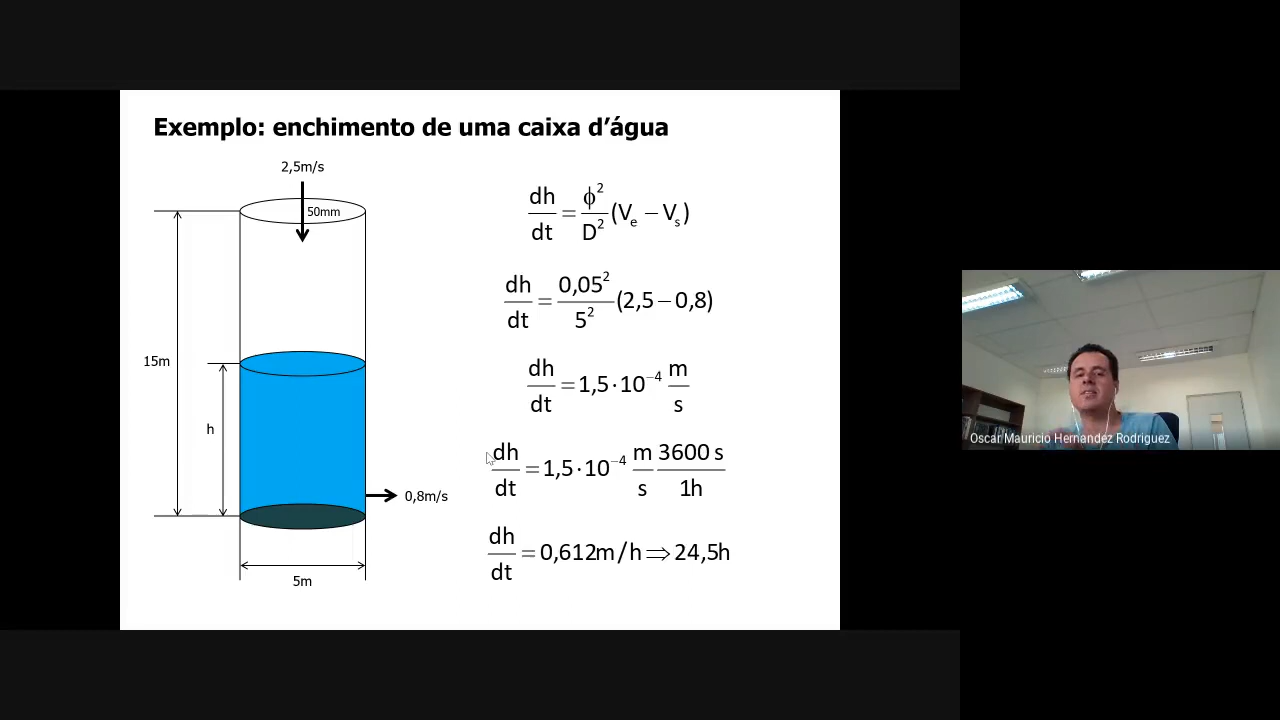 Exemplo: enchimento de uma caixa d’água
2,5m/s
50mm
15m
h
0,8m/s
5m
dh/dt = ϕ²/D² (Vₑ − Vₛ)
dh/dt = 0,05²/5² (2,5 − 0,8)
dh/dt = 1,5·10⁻⁴ m/s
dh/dt = 1,5·10⁻⁴ m/s 3600 s/1h
dh/dt = 0,612m/h ⇒ 24,5h
Oscar Mauricio Hernandez Rodriguez